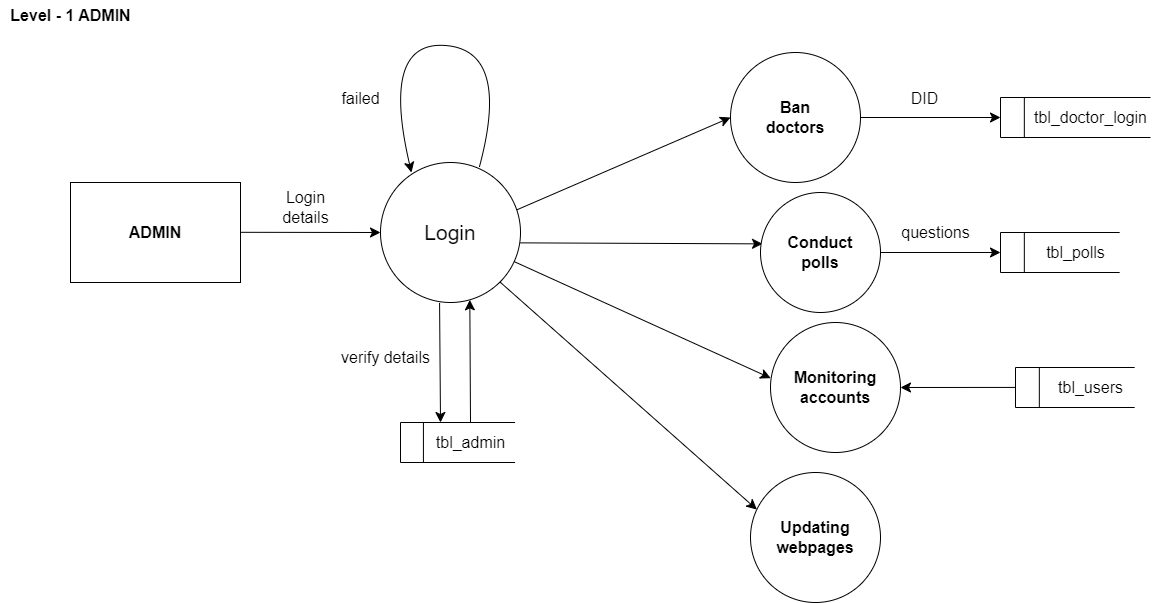 Level - 1 ADMIN
failed
Ban
doctors
DID
tbl_doctor_login
Login
details
ADMIN
Login
Conduct
polls
questions
tbl_polls
verify details
Monitoring
accounts
tbl_users
tbl_admin
Updating
webpages